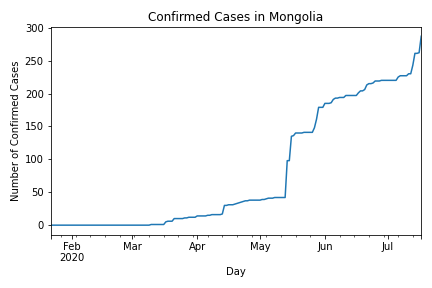 Confirmed Cases in Mongolia
Number of Confirmed Cases
300
250
200
150
100
50
0
Feb Mar Apr May Jun Jul
2020
Day